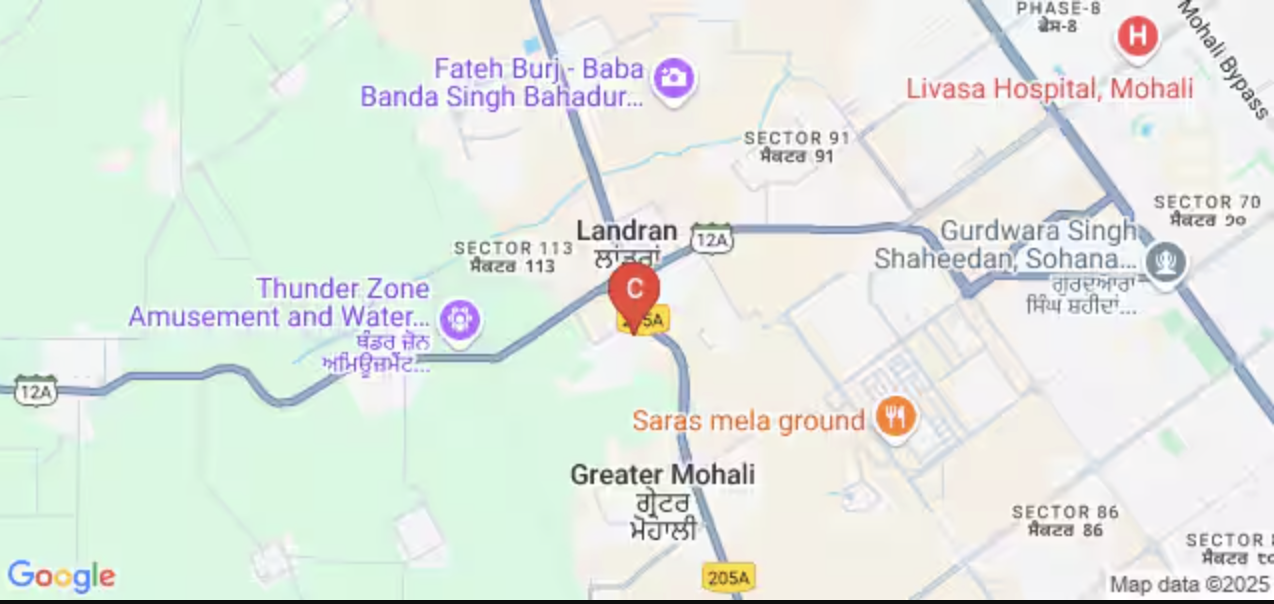 PHASE-8
ਫੇਸ-8
Mohali Bypass
Livasa Hospital, Mohali
H
Fateh Burj - Baba
Banda Singh Bahadur...
SECTOR 91
ਸੈਕਟਰ 91
SECTOR 70
ਸੈਕਟਰ ੭੦
Landran
ਲਾਂਡਰਾਂ
12A
Gurdwara Singh
Shaheedan, Sohana...
ਗੁਰਦੁਆਰਾ
ਸਿੰਘ ਸ਼ਹੀਦਾਂ...
SECTOR 113
ਸੈਕਟਰ 113
C
Thunder Zone
Amusement and Water...
ਥੰਡਰ ਜ਼ੋਨ
ਅਮਿਊਜ਼ਮੈਂਟ...
12A
Saras mela ground
Greater Mohali
ਗ੍ਰੇਟਰ
ਮੋਹਾਲੀ
SECTOR 86
ਸੈਕਟਰ 86
SECTOR
ਸੈਕਟਰ
205A
Google
Map data ©2025